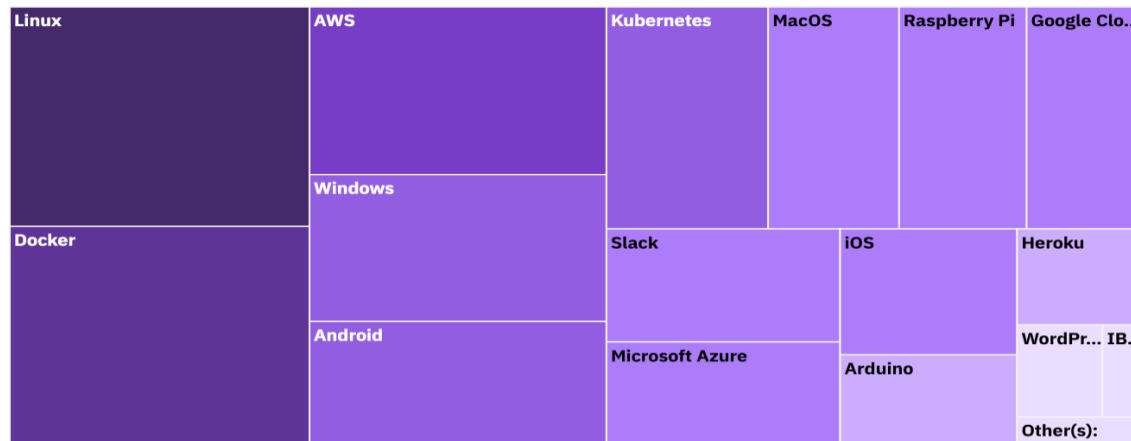 Linux
AWS
Kubernetes
MacOS
Raspberry Pi
Google Clo..
Windows
Docker
Slack
iOS
Heroku
Android
WordPr...
IB.
Microsoft Azure
Arduino
Other(s):